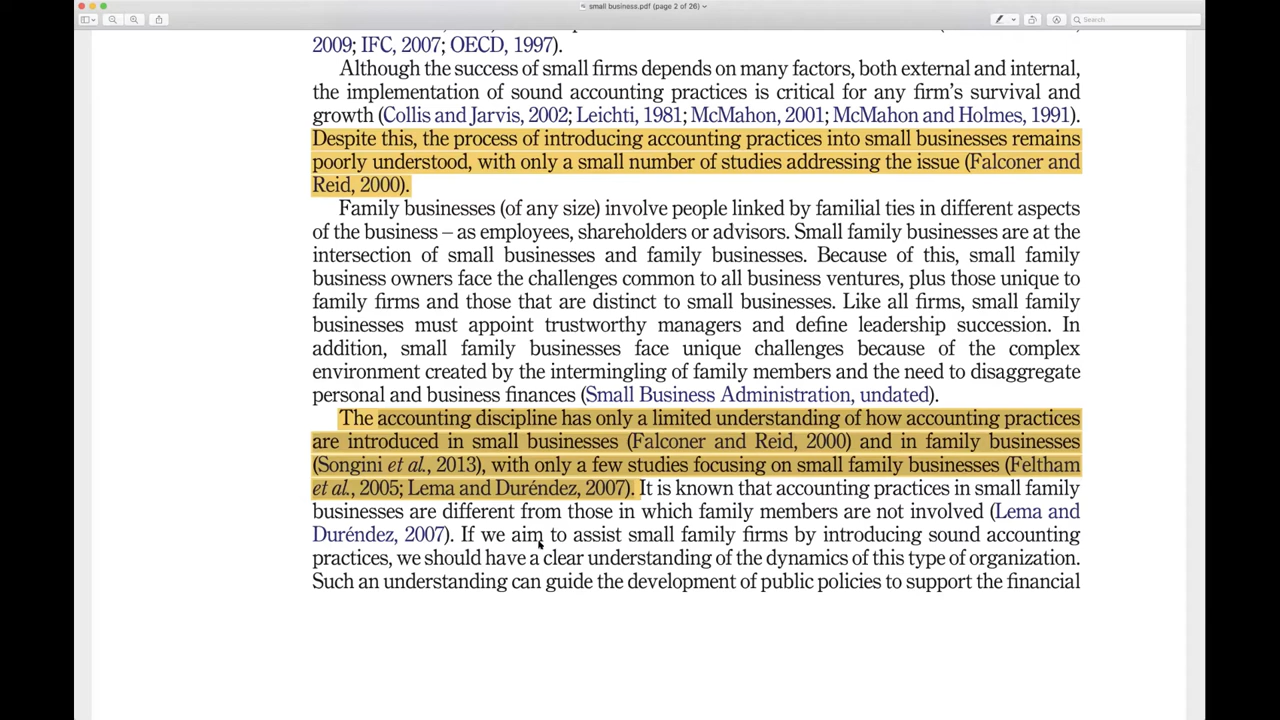 small business.pdf (page 2 of 26)
Search
2009; IFC, 2007; OECD, 1997).
Although the success of small firms depends on many factors, both external and internal,
the implementation of sound accounting practices is critical for any firm's survival and
growth (Collis and Jarvis, 2002; Leichti, 1981; McMahon, 2001; McMahon and Holmes, 1991).
Despite this, the process of introducing accounting practices into small businesses remains
poorly understood, with only a small number of studies addressing the issue (Falconer and
Reid, 2000).
Family businesses (of any size) involve people linked by familial ties in different aspects
of the business – as employees, shareholders or advisors. Small family businesses are at the
intersection of small businesses and family businesses. Because of this, small family
business owners face the challenges common to all business ventures, plus those unique to
family firms and those that are distinct to small businesses. Like all firms, small family
businesses must appoint trustworthy managers and define leadership succession. In
addition, small family businesses face unique challenges because of the complex
environment created by the intermingling of family members and the need to disaggregate
personal and business finances (Small Business Administration, undated).
The accounting discipline has only a limited understanding of how accounting practices
are introduced in small businesses (Falconer and Reid, 2000) and in family businesses
(Songini et al., 2013), with only a few studies focusing on small family businesses (Feltham
et al., 2005; Lema and Duréndez, 2007). It is known that accounting practices in small family
businesses are different from those in which family members are not involved (Lema and
Duréndez, 2007). If we aim to assist small family firms by introducing sound accounting
practices, we should have a clear understanding of the dynamics of this type of organization.
Such an understanding can guide the development of public policies to support the financial